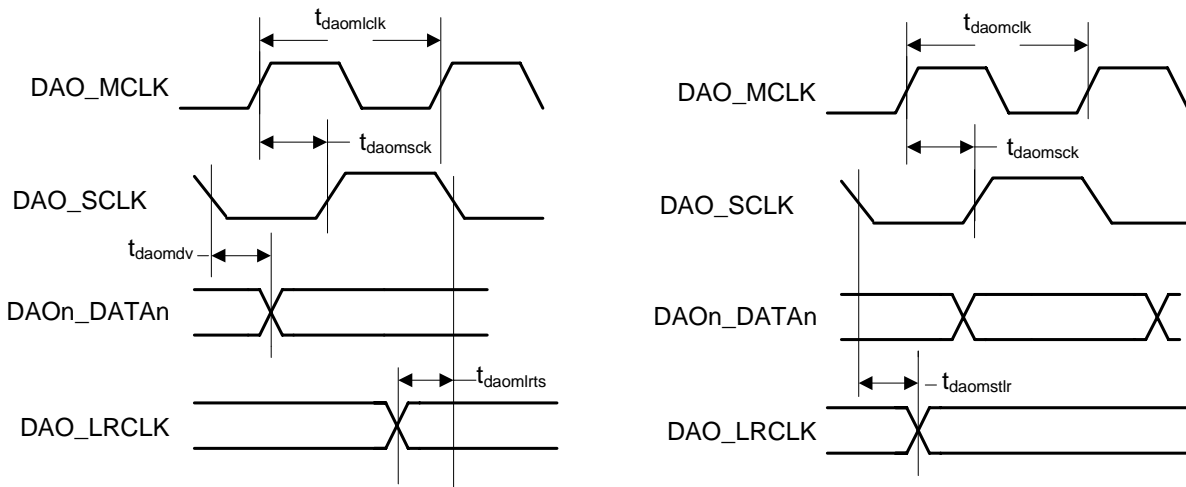 t_daomlclk
DAO_MCLK
t_daomsck
DAO_SCLK
t_daomdv
DAOn_DATAn
t_daomlrts
DAO_LRCLK
t_daomclk
DAO_MCLK
t_daomsck
DAO_SCLK
DAOn_DATAn
t_daomstlr
DAO_LRCLK